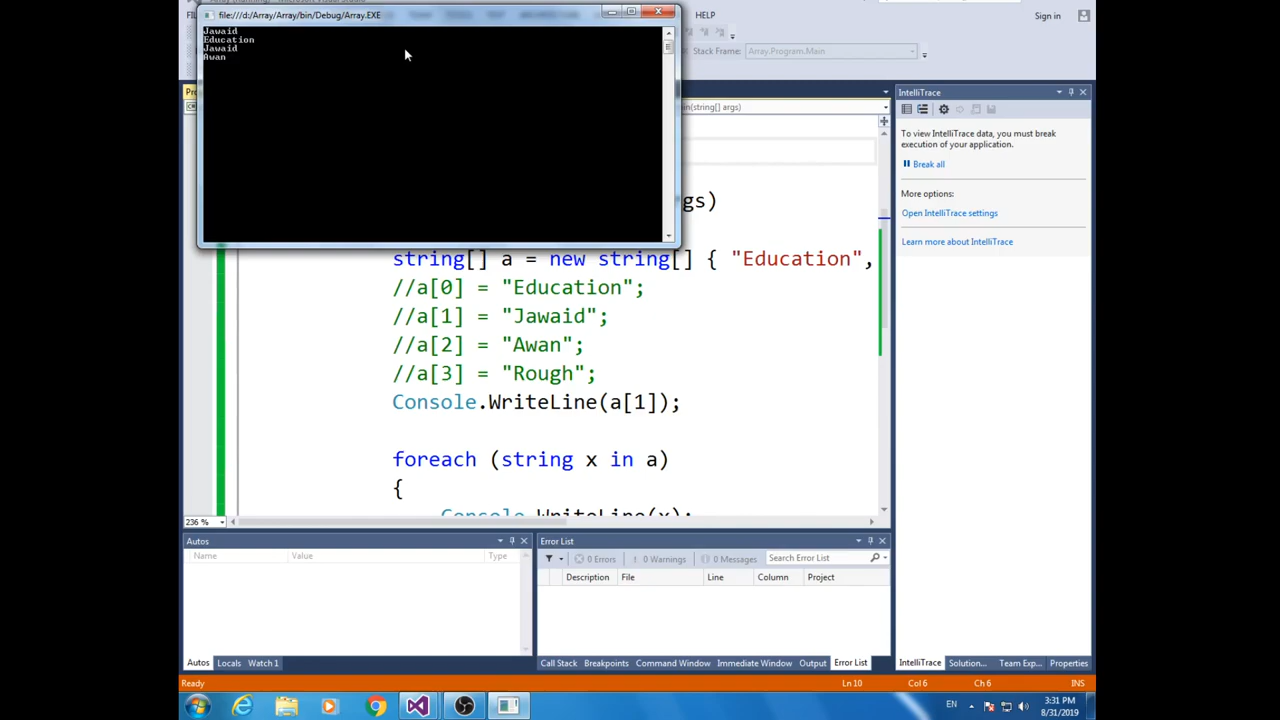 file:///d:/Array/Array/bin/Debug/Array.EXE
HELP
Sign in
Jawaid
Education
Jawaid
Awan
Stack Frame: Array.Program.Main
in(string[] args)
gs)
string[] a = new string[] { "Education",
//a[0] = "Education";
//a[1] = "Jawaid";
//a[2] = "Awan";
//a[3] = "Rough";
Console.WriteLine(a[1]);
foreach (string x in a)
{
Console.WriteLine(x);
236 %
IntelliTrace
To view IntelliTrace data, you must break
execution of your application.
Break all
More options:
Open IntelliTrace settings
Learn more about IntelliTrace
Autos
Name Value Type
Autos Locals Watch 1
Error List
0 Errors 0 Warnings 0 Messages Search Error List
Description File Line Column Project
Call Stack Breakpoints Command Window Immediate Window Output Error List
IntelliTrace Solution... Team Exp... Properties
Ready Ln 10 Col 6 Ch 6 INS
EN 3:31 PM
8/31/2019